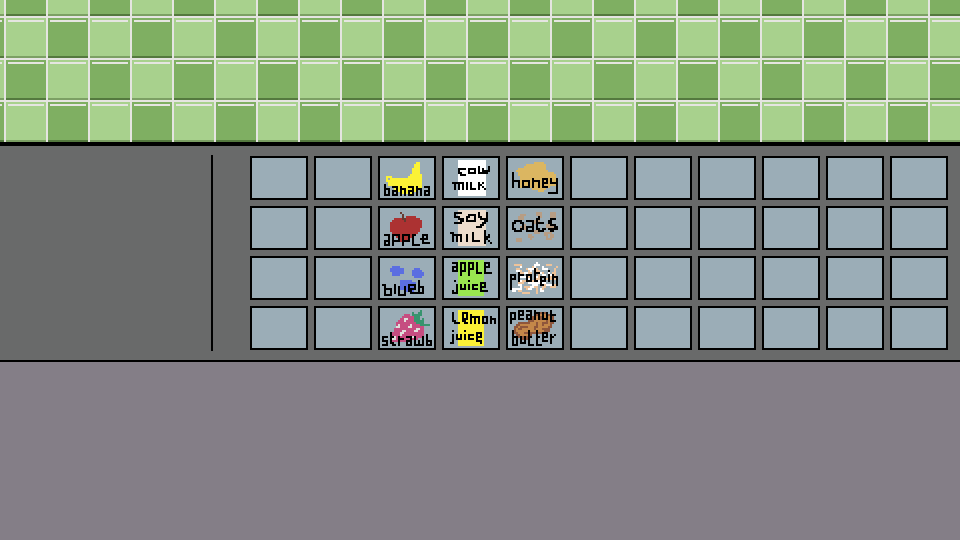 banana
cow
milk
honey
apple
soy
milk
oats
blueb
apple
juice
protein
strawb
lemon
juice
peanut
butter